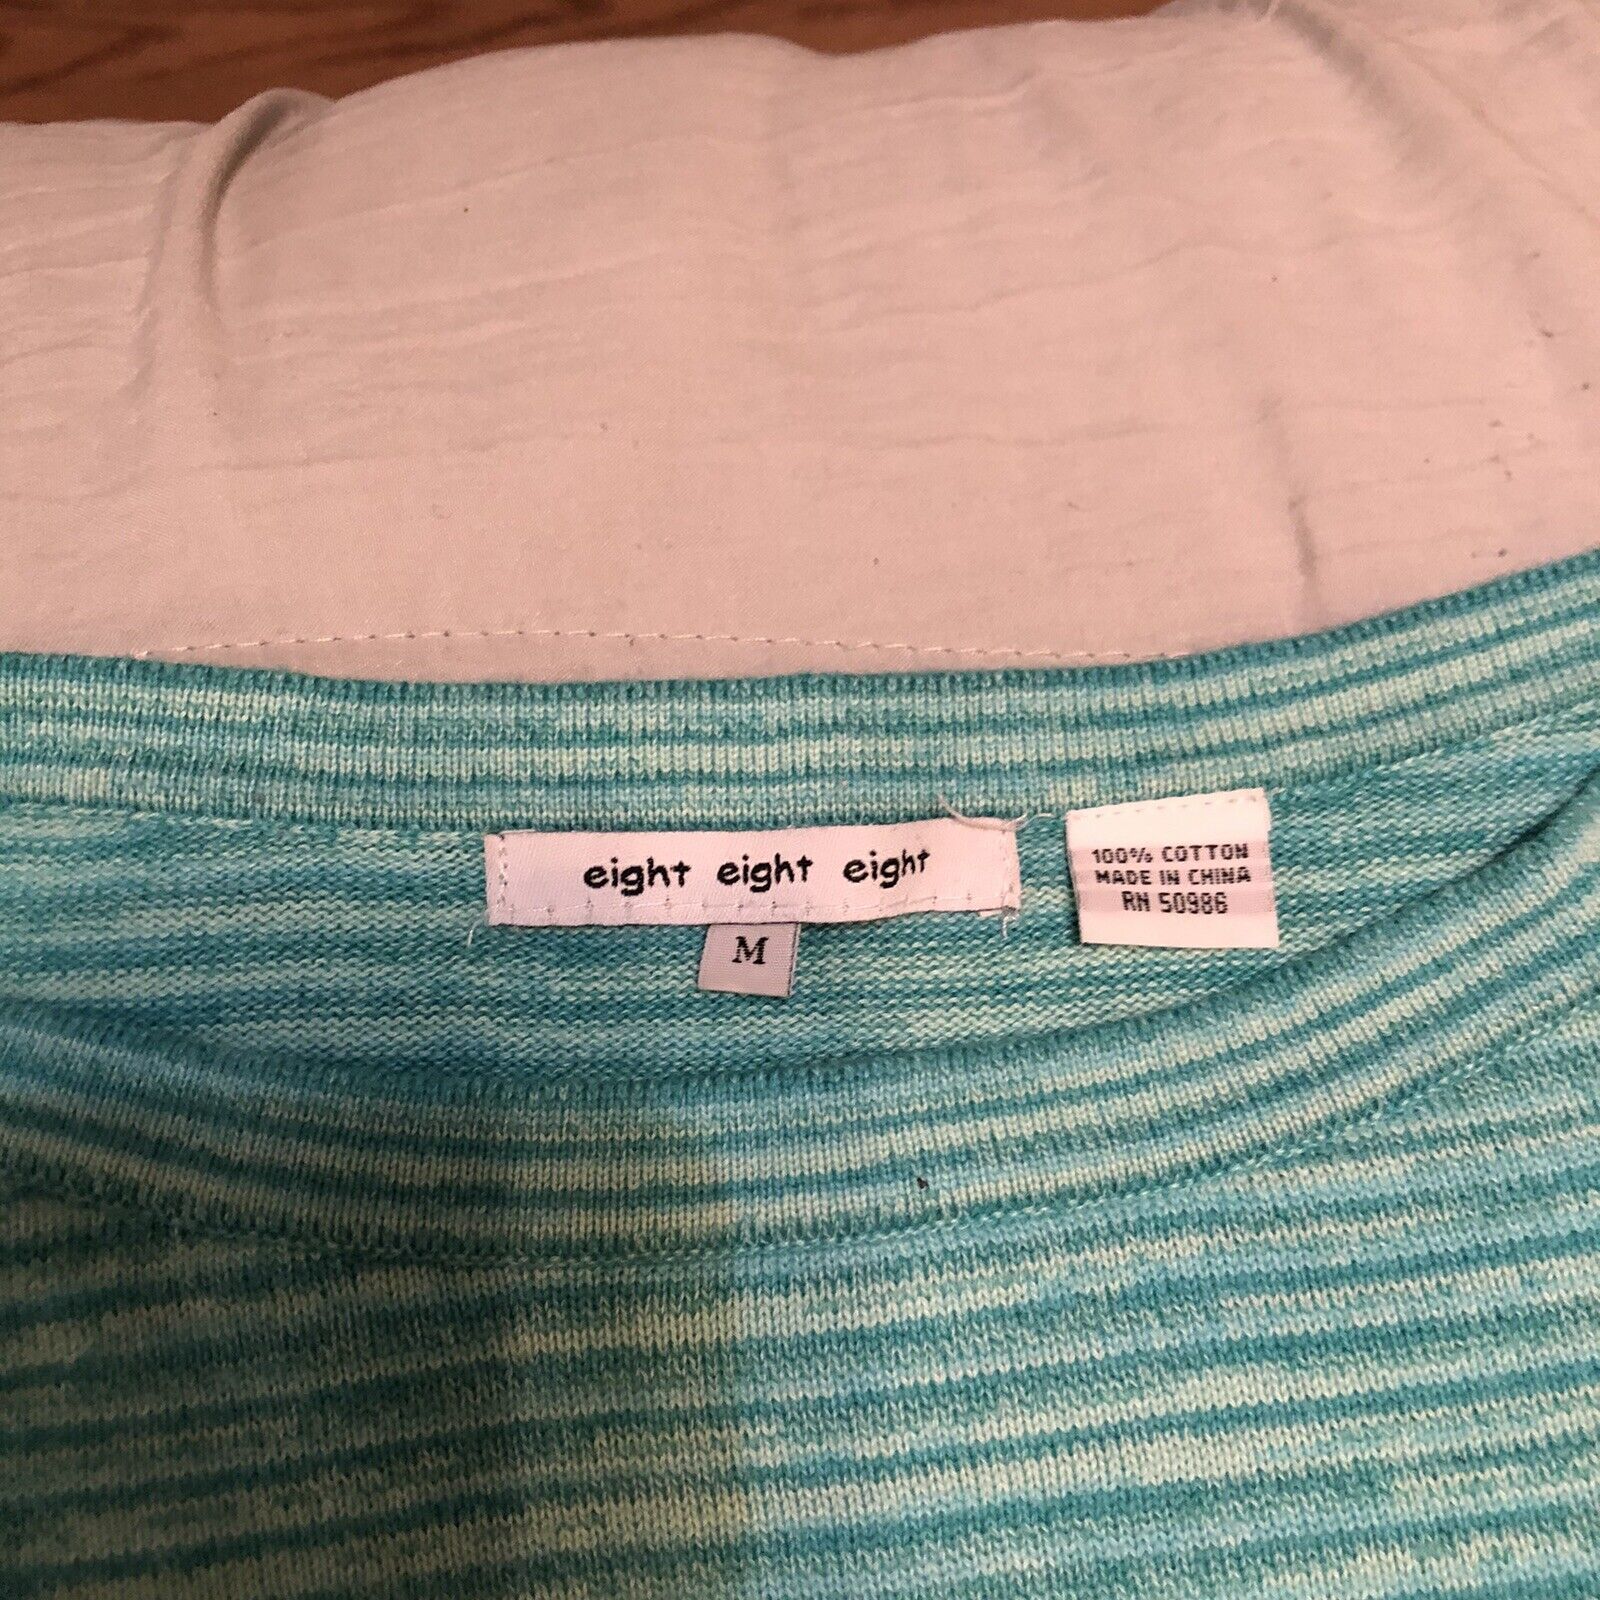 eight eight eight
M
100% COTTON
MADE IN CHINA
RN 50986